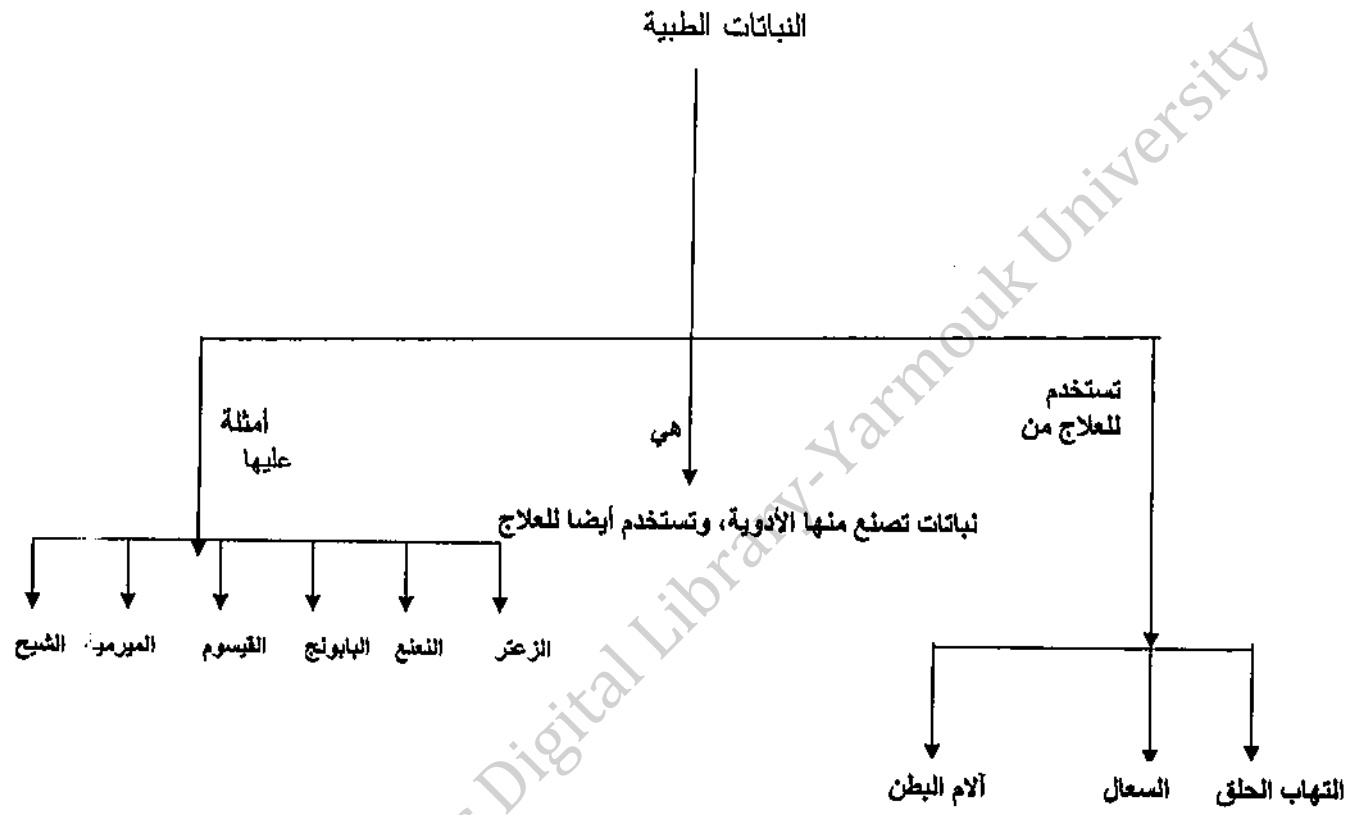 النباتات الطبية
تستخدم
للعلاج من
هي
أمثلة
عليها
نباتات تصنع منها الأدوية، وتستخدم أيضا للعلاج
الزعتر النعنع البابونج القيسوم الشيح
التهاب الحلق السعال آلام البطن
Digital Library-Yarmouk University